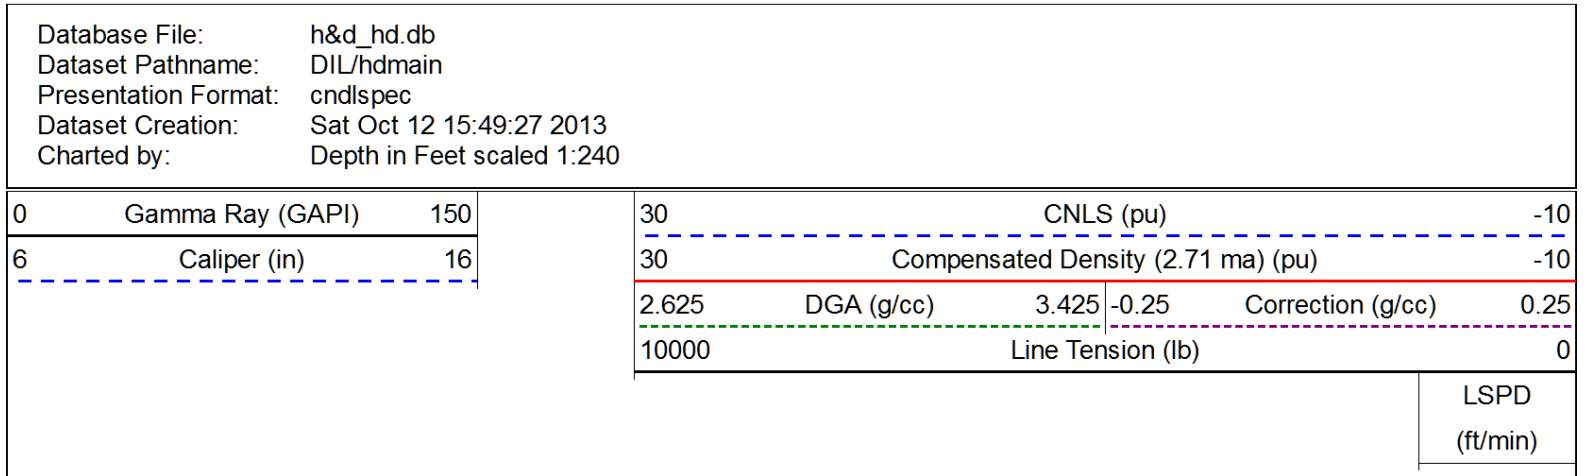 Database File: h&d_hd.db
Dataset Pathname: DIL/hdmain
Presentation Format: cndlspec
Dataset Creation: Sat Oct 12 15:49:27 2013
Charted by: Depth in Feet scaled 1:240
0 Gamma Ray (GAPI) 150 30 CNLS (pu) -10
6 Caliper (in) 16 30 Compensated Density (2.71 ma) (pu) -10
2.625 DGA (g/cc) 3.425 -0.25 Correction (g/cc) 0.25
10000 Line Tension (lb) 0
LSPD
(ft/min)